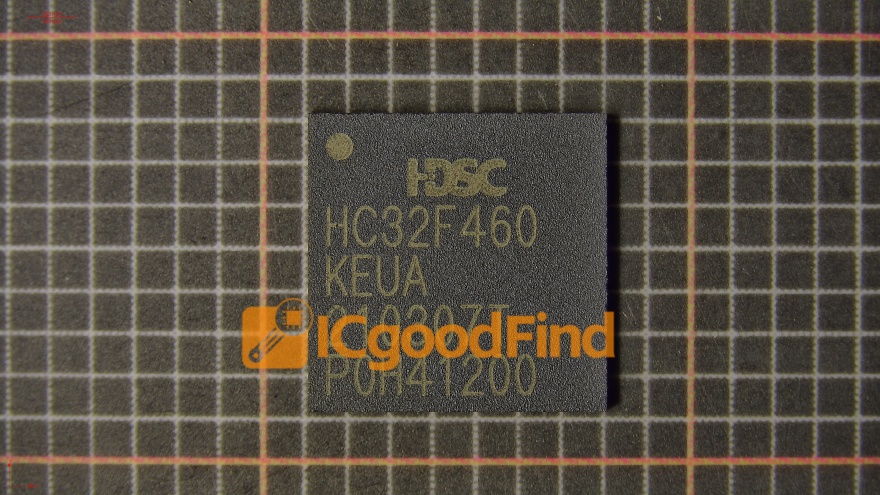 HDSC
HC32F460
KEUA
ICgoodFind
P0H41200